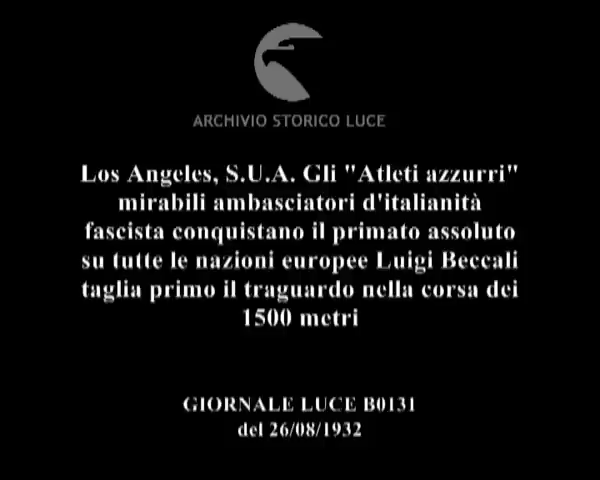 ARCHIVIO STORICO LUCE
Los Angeles, S.U.A. Gli "Atleti azzurri"
mirabili ambasciatori d'italianità
fascista conquistano il primato assoluto
su tutte le nazioni europee Luigi Beccali
taglia primo il traguardo nella corsa dei
1500 metri
GIORNALE LUCE B0131
del 26/08/1932